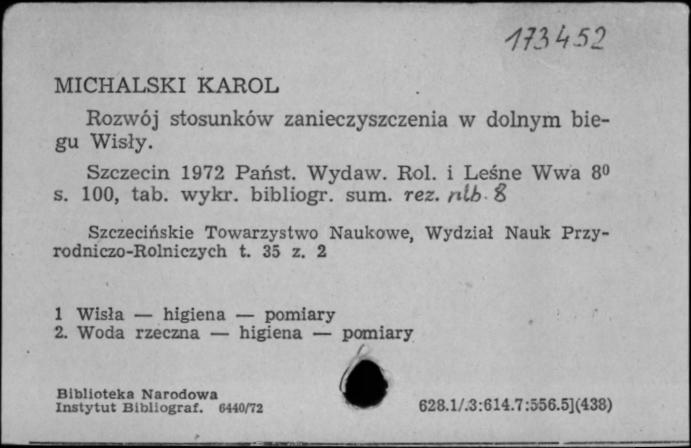 173452
MICHALSKI KAROL
Rozwój stosunków zanieczyszczenia w dolnym bie-
gu Wisły.
Szczecin 1972 Państ. Wydaw. Rol. i Leśne Wwa 8⁰
s. 100, tab. wykr. bibliogr. sum. rez. nlb. 8
Szczecińskie Towarzystwo Naukowe, Wydział Nauk Przy-
rodniczo-Rolniczych t. 35 z. 2
1 Wisła — higiena — pomiary
2. Woda rzeczna — higiena — pomiary
Biblioteka Narodowa
Instytut Bibliograf. 6440/72 628.1/.3:614.7:556.5](438)